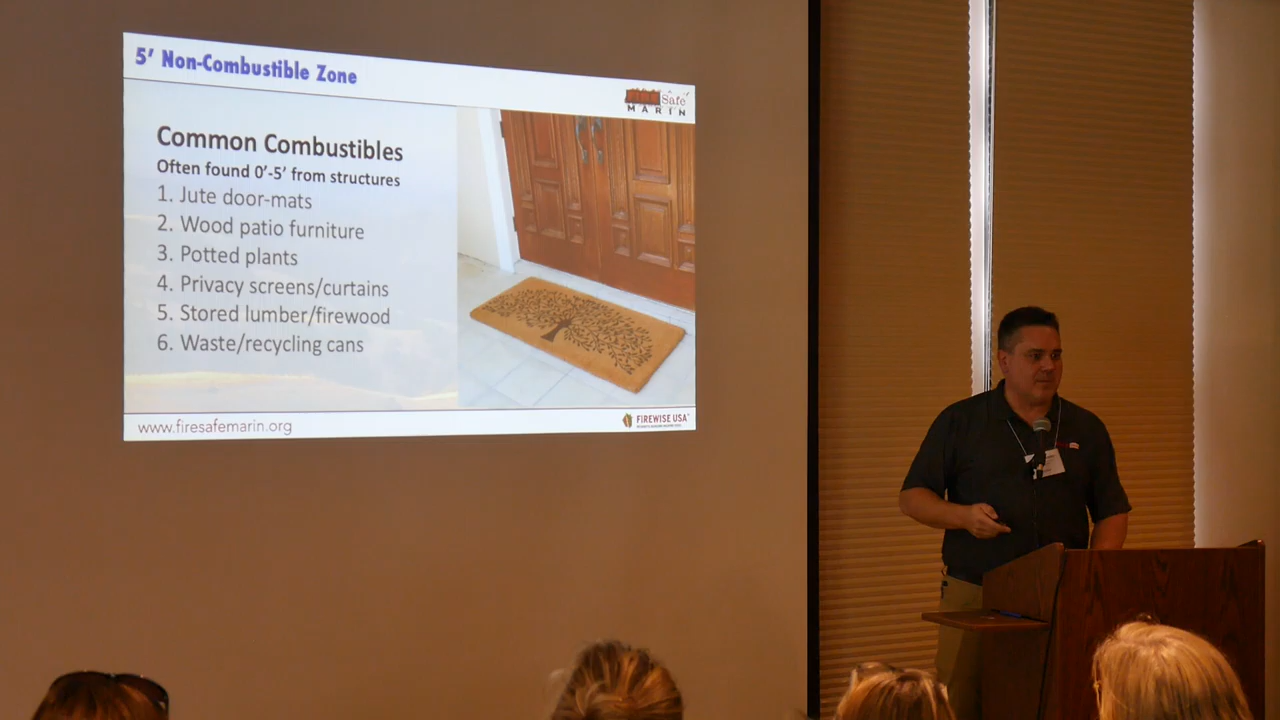 5' Non-Combustible Zone
FIRE Safe
MARIN
Common Combustibles
Often found 0'-5' from structures
1. Jute door-mats
2. Wood patio furniture
3. Potted plants
4. Privacy screens/curtains
5. Stored lumber/firewood
6. Waste/recycling cans
www.firesafemarin.org
FIREWISE USA